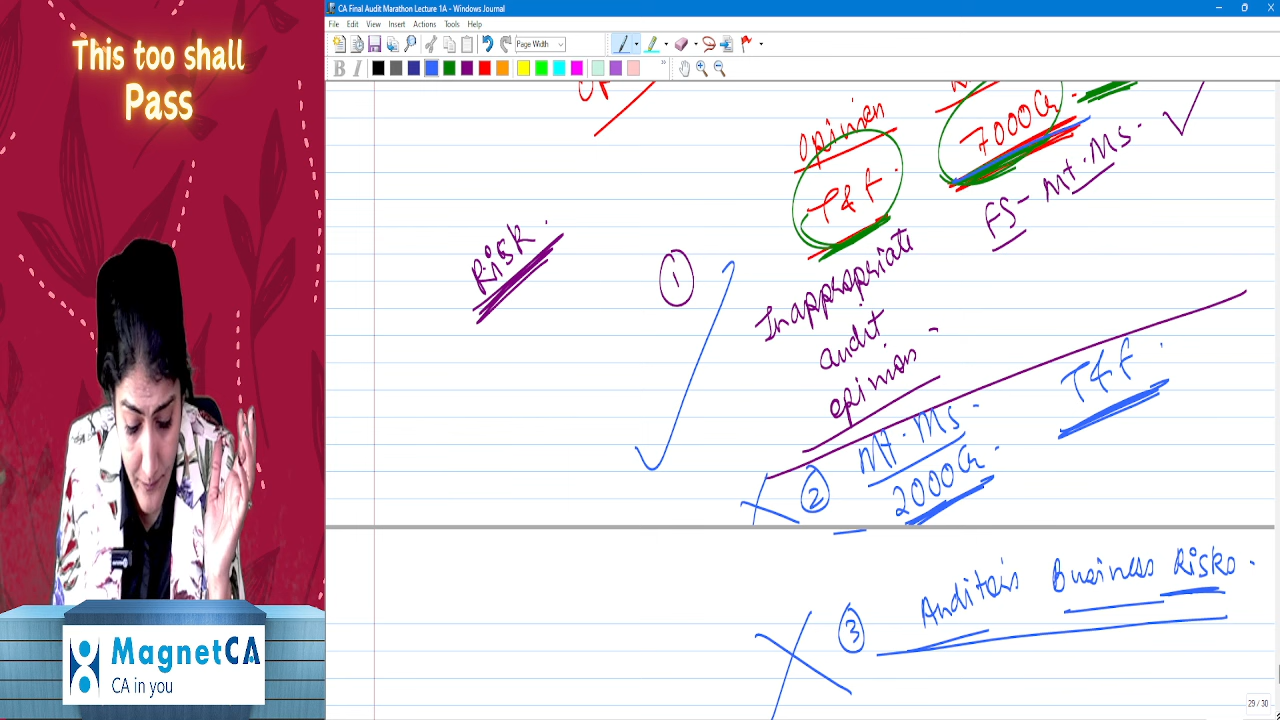 This too shall
Pass
MagnetCA
CA in you
CA Final Audit Marathon Lecture 1A - Windows Journal
File Edit View Insert Actions Tools Help
Page Width
B I
Opinion
7000Cr.
T&F.
FS - Mt. Ms.
Risk.
1
Inappropriate
audit
opinion
T&F.
2 Mt. Ms.
2000Cr.
3 Auditor's Business Risks.
29 / 30